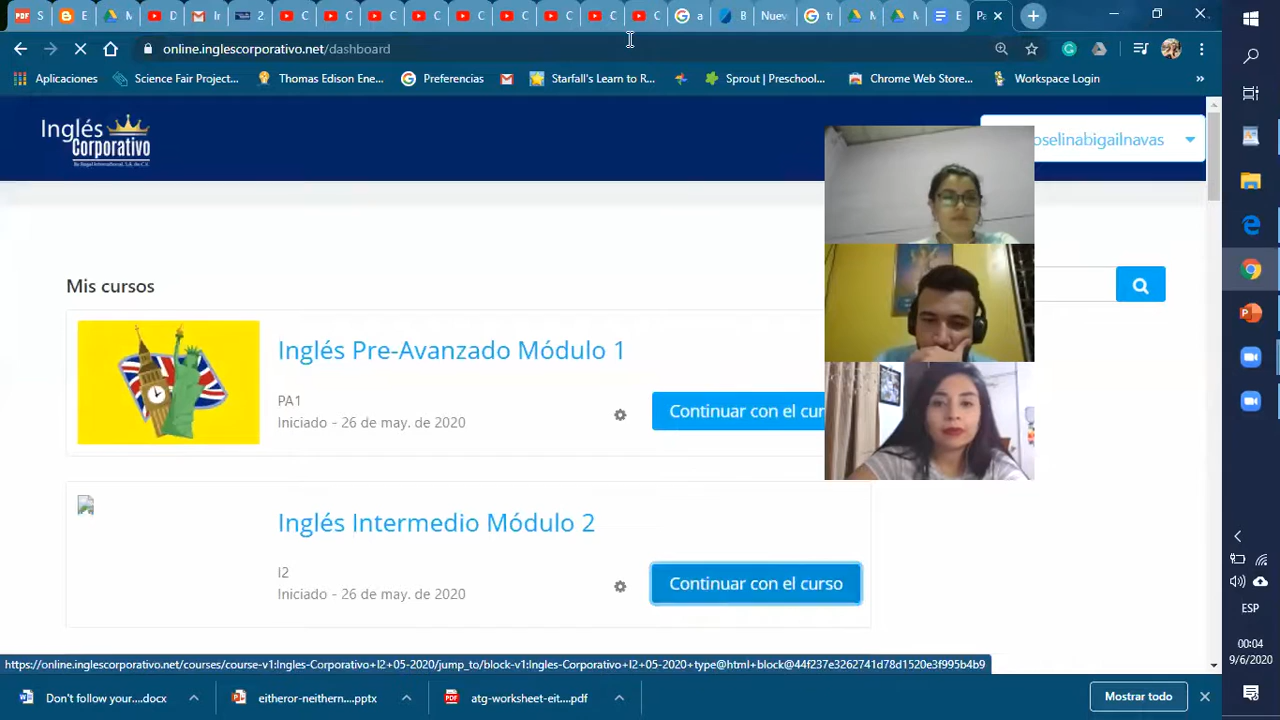 online.inglescorporativo.net/dashboard
Aplicaciones
Science Fair Project...
Thomas Edison Ene...
Preferencias
Starfall's Learn to R...
Sprout | Preschool...
Chrome Web Store...
Workspace Login
»
Inglés
Corporativo
oselinabigailnavas
Mis cursos
Inglés Pre-Avanzado Módulo 1
PA1
Iniciado - 26 de may. de 2020
Continuar con el cur
Inglés Intermedio Módulo 2
I2
Iniciado - 26 de may. de 2020
Continuar con el curso
ESP
00:04
9/6/2020
https://online.inglescorporativo.net/courses/course-v1:Ingles-Corporativo+I2+05-2020/jump_to/block-v1:Ingles-Corporativo+I2+05-2020+type@html+block@44f237e3262741d78d1520e3f995b4b9
Don't follow your....docx
eitheror-neithern....pptx
atg-worksheet-eit....pdf
Mostrar todo